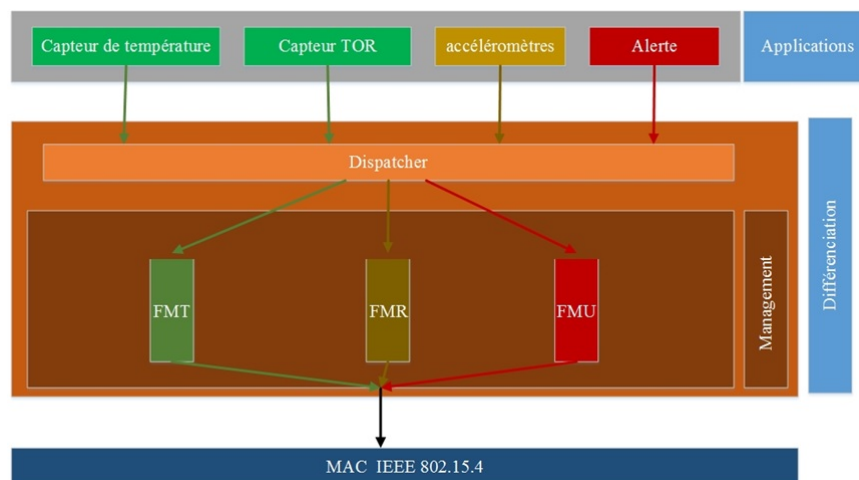 Capteur de température
Capteur TOR
accéléromètres
Alerte
Applications
Dispatcher
FMT
FMR
FMU
Management
Différenciation
MAC IEEE 802.15.4